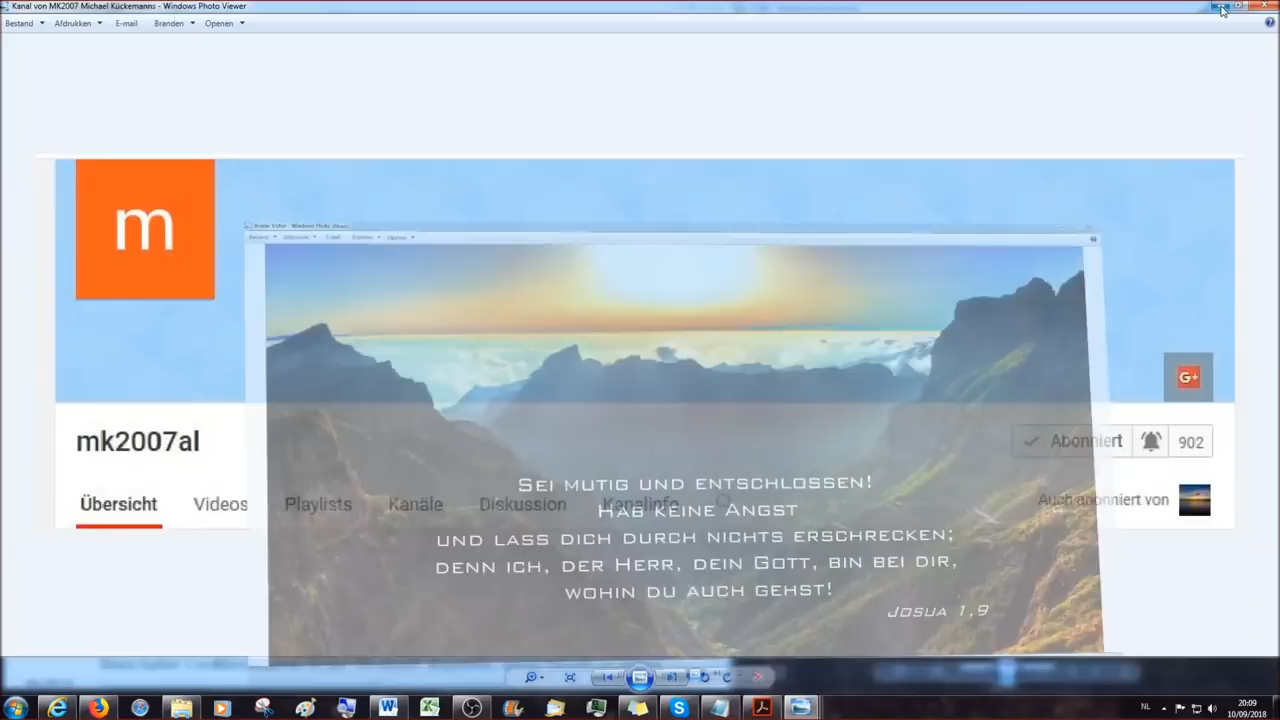 Kanal von MK2007 Michael Kückemanns - Windows Photo Viewer
Bestand Afdrukken E-mail Branden Openen
m
G+
mk2007al
Abonniert 902
Übersicht Videos Playlists Kanäle Diskussion Kanalinfo
Auch abonniert von
Sei mutig und entschlossen!
Hab keine Angst
und lass dich durch nichts erschrecken;
denn ich, der Herr, dein Gott, bin bei dir,
wohin du auch gehst!
Josua 1,9
NL
20:09
10/09/2018